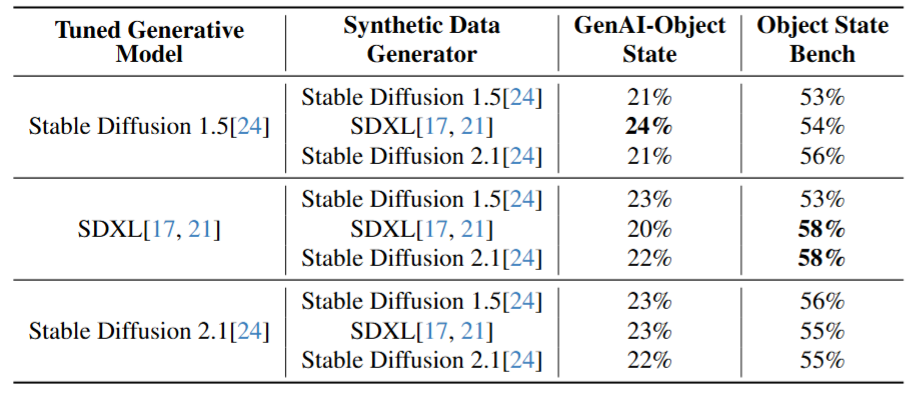 Tuned Generative Model | Synthetic Data Generator | GenAI-Object State | Object State Bench
Stable Diffusion 1.5[24] | Stable Diffusion 1.5[24] | 21% | 53%
SDXL[17, 21] | 24% | 54%
Stable Diffusion 2.1[24] | 21% | 56%
SDXL[17, 21] | Stable Diffusion 1.5[24] | 23% | 53%
SDXL[17, 21] | 20% | 58%
Stable Diffusion 2.1[24] | 22% | 58%
Stable Diffusion 2.1[24] | Stable Diffusion 1.5[24] | 23% | 56%
SDXL[17, 21] | 23% | 55%
Stable Diffusion 2.1[24] | 22% | 55%